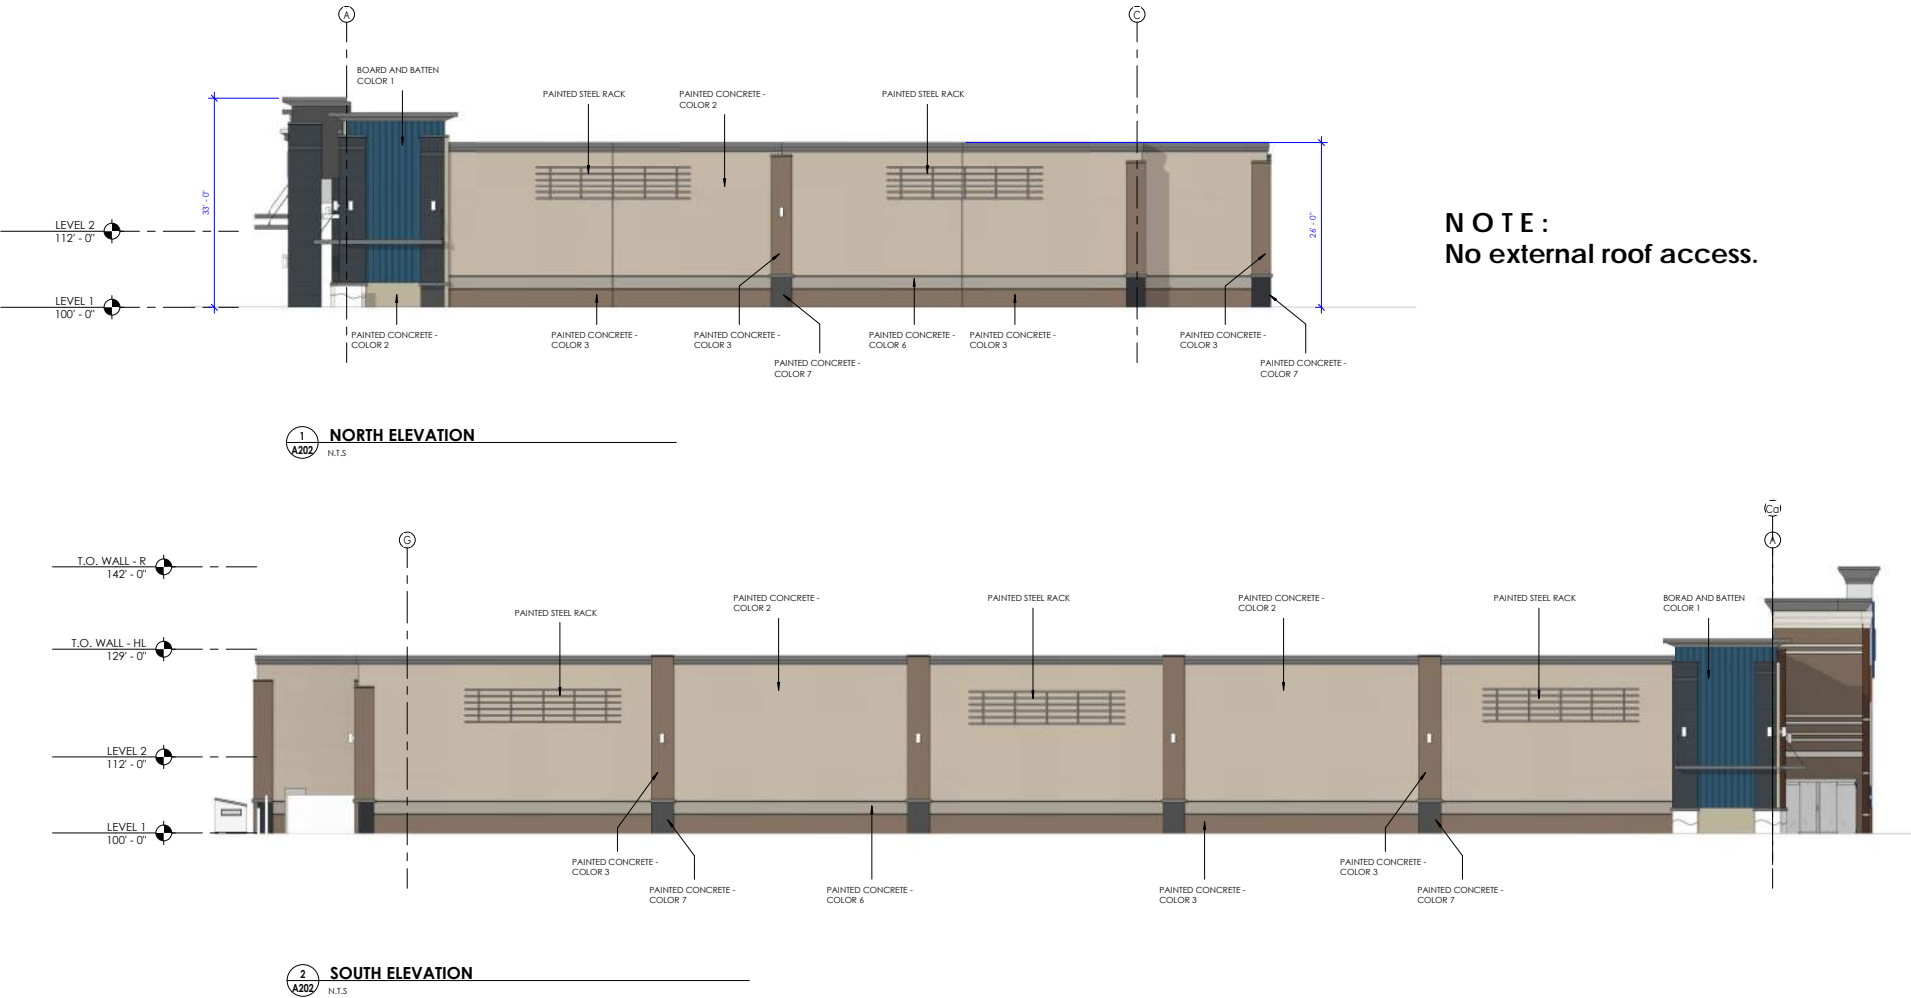 A
C
BOARD AND BATTEN
COLOR 1
PAINTED STEEL RACK
PAINTED CONCRETE -
COLOR 2
PAINTED STEEL RACK
33' - 0"
26' - 0"
LEVEL 2
112' - 0"
LEVEL 1
100' - 0"
NOTE:
No external roof access.
PAINTED CONCRETE -
COLOR 2
PAINTED CONCRETE -
COLOR 3
PAINTED CONCRETE -
COLOR 3
PAINTED CONCRETE -
COLOR 7
PAINTED CONCRETE -
COLOR 6
PAINTED CONCRETE -
COLOR 3
PAINTED CONCRETE -
COLOR 3
PAINTED CONCRETE -
COLOR 7
1
A202
NORTH ELEVATION
N.T.S
G
Ca
A
T.O. WALL - R
142' - 0"
T.O. WALL - HL
129' - 0"
LEVEL 2
112' - 0"
LEVEL 1
100' - 0"
PAINTED STEEL RACK
PAINTED CONCRETE -
COLOR 2
PAINTED STEEL RACK
PAINTED CONCRETE -
COLOR 2
PAINTED STEEL RACK
BORAD AND BATTEN
COLOR 1
PAINTED CONCRETE -
COLOR 3
PAINTED CONCRETE -
COLOR 7
PAINTED CONCRETE -
COLOR 6
PAINTED CONCRETE -
COLOR 3
PAINTED CONCRETE -
COLOR 3
PAINTED CONCRETE -
COLOR 7
2
A202
SOUTH ELEVATION
N.T.S